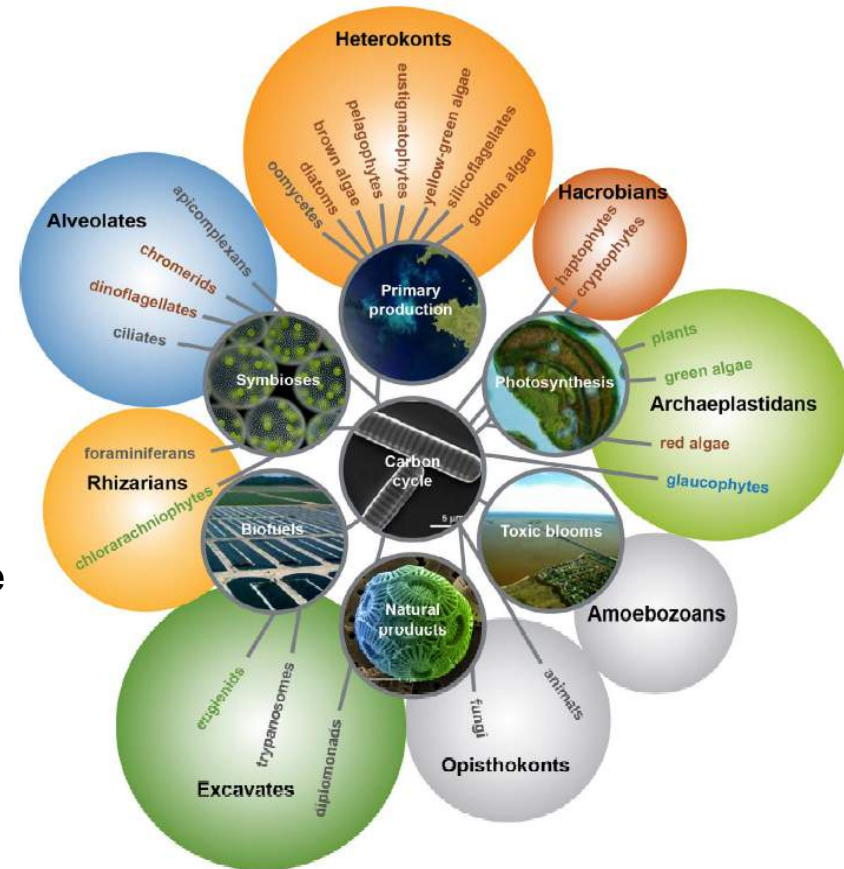 Heterokonts
oomycetes
diatoms
brown algae
pelagophytes
eustigmatophytes
yellow-green algae
silicoflagellates
golden algae
Hacrobians
haptophytes
cryptophytes
Alveolates
apicomplexans
chromerids
dinoflagellates
ciliates
Primary
production
Symbioses
Photosynthesis
plants
green algae
Archaeplastidans
red algae
glaucophytes
foraminiferans
Rhizarians
chlorarachniophytes
Carbon
cycle
5 μm
Biofuels
Toxic blooms
Natural
products
Amoebozoans
e
euglenids
trypanosomes
diplomonads
Excavates
fungi
animals
Opisthokonts